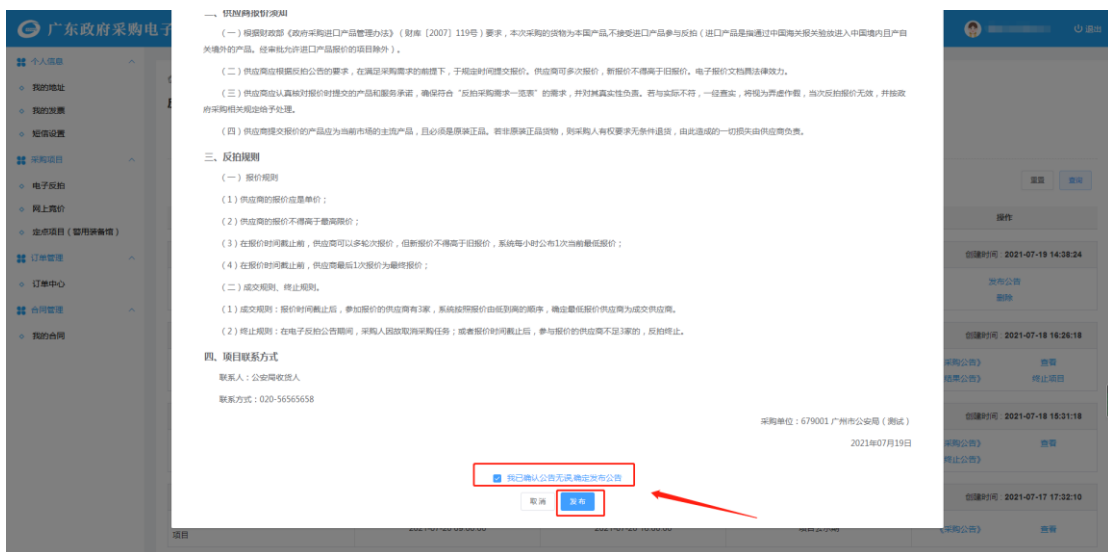 广东政府采购电子
退出
个人信息
我的地址
我的发票
短信设置
采购项目
电子反拍
网上竞价
定点项目（警用装备馆）
订单管理
订单中心
合同管理
我的合同
二、供应商报价须知
（一）根据财政部《政府采购进口产品管理办法》（财库［2007］119号）要求，本次采购的货物为本国产品,不接受进口产品参与反拍（进口产品是指通过中国海关报关验放进入中国境内且产自
关境外的产品。经审批允许进口产品报价的项目除外）。
（二）供应商应根据反拍公告的要求，在满足采购需求的前提下，于规定时间提交报价。供应商可多次报价，新报价不得高于旧报价。电子报价文档具法律效力。
（三）供应商应认真核对报价时提交的产品和服务承诺，确保符合“反拍采购需求一览表”的需求，并对其真实性负责。若与实际不符，一经查实，将视为弄虚作假，当次反拍报价无效，并按政
府采购相关规定给予处理。
（四）供应商提交报价的产品应为当前市场的主流产品，且必须是原装正品。若非原装正品货物，则采购人有权要求无条件退货，由此造成的一切损失由供应商负责。
三、反拍规则
（一）报价规则
（1）供应商的报价应是单价；
（2）供应商的报价不得高于最高限价；
（3）在报价时间截止前，供应商可以多轮次报价，但新报价不得高于旧报价，系统每小时公布1次当前最低报价；
（4）在报价时间截止前，供应商最后1次报价为最终报价；
（二）成交规则、终止规则。
（1）成交规则：报价时间截止后，参加报价的供应商有3家，系统按照报价由低到高的顺序，确定最低报价供应商为成交供应商。
（2）终止规则：在电子反拍公告期间，采购人因故取消采购任务；或者报价时间截止后，参与报价的供应商不足3家的，反拍终止。
四、项目联系方式
联系人：公安局收货人
联系方式：020-56565658
采购单位：679001 广州市公安局（测试）
2021年07月19日
我已确认公告无误,确定发布公告
取消 发布
重置 查询
操作
创建时间：2021-07-19 14:38:24
发布公告
删除
创建时间：2021-07-18 16:26:18
采购公告》 查看
结果公告》 终止项目
创建时间：2021-07-18 15:31:18
采购公告》 查看
终止公告》
创建时间：2021-07-17 17:32:10
《采购公告》 查看
项目